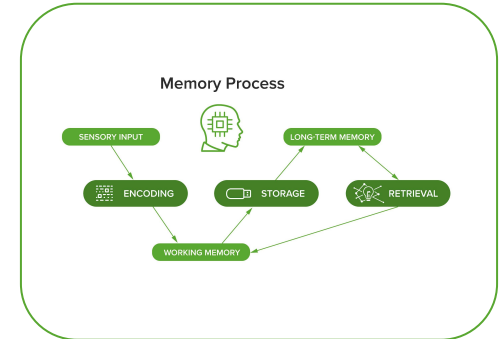 Memory Process
SENSORY INPUT
LONG-TERM MEMORY
ENCODING
STORAGE
RETRIEVAL
WORKING MEMORY